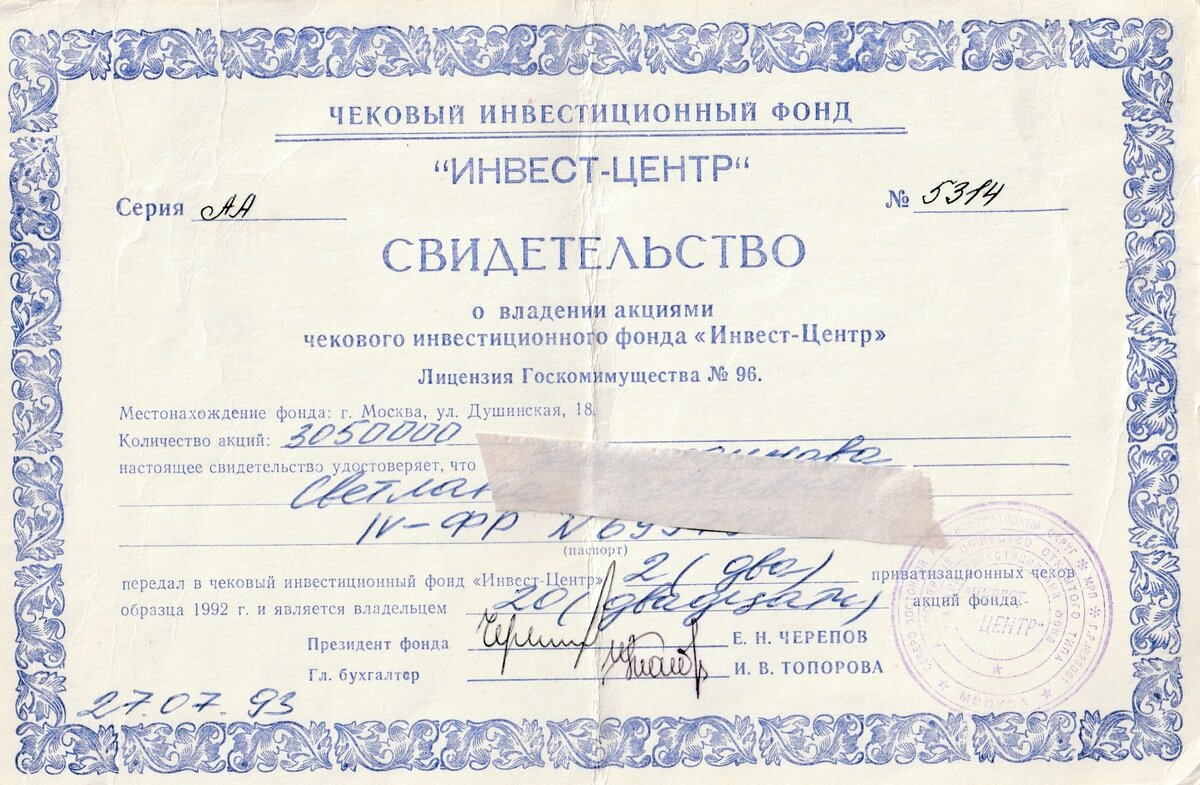 ЧЕКОВЫЙ ИНВЕСТИЦИОННЫЙ ФОНД
“ИНВЕСТ-ЦЕНТР“
Серия АА № 5314
СВИДЕТЕЛЬСТВО
о владении акциями
чекового инвестиционного фонда «Инвест-Центр»
Лицензия Госкомимущества № 96.
Местонахождение фонда: г. Москва, ул. Душинская, 18.
Количество акций: 3050000
настоящее свидетельство удостоверяет, что
IV-ФР N
(паспорт)
передал в чековый инвестиционный фонд «Инвест-Центр» 2 (два) приватизационных чеков
образца 1992 г. и является владельцем 20 (двадцати) акций фонда.
Президент фонда Е. Н. ЧЕРЕПОВ
Гл. бухгалтер И. В. ТОПОРОВА
27.07.93
ЦЕНТР"
МОСКВА